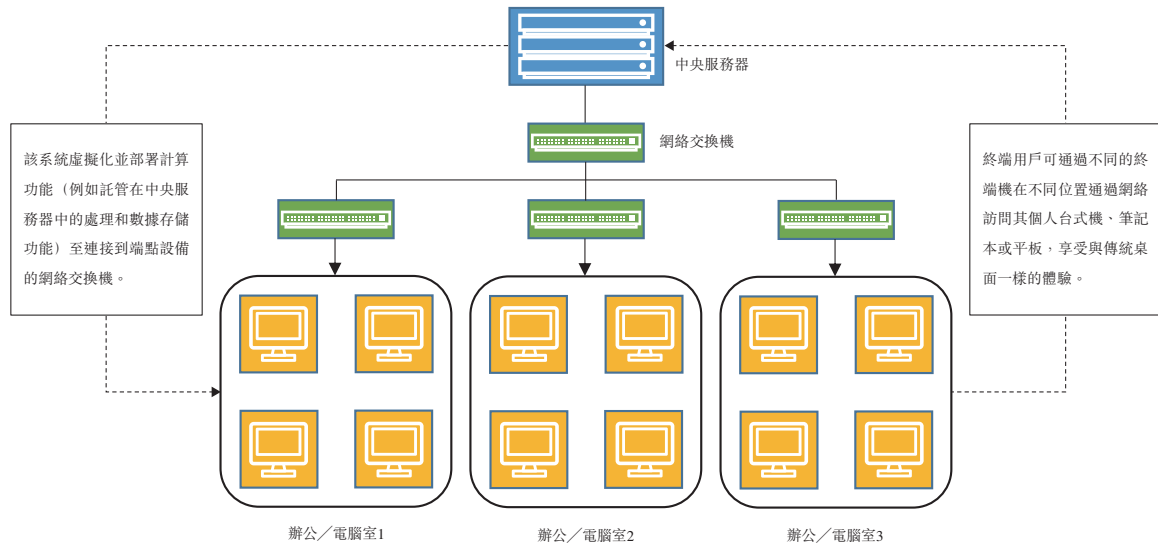 中央服務器
網絡交換機
該系統虛擬化並部署計算
功能（例如託管在中央服
務器中的處理和數據存儲
功能）至連接到端點設備
的網絡交換機。
終端用戶可通過不同的終
端機在不同位置通過網絡
訪問其個人台式機、筆記
本或平板，享受與傳統桌
面一樣的體驗。
辦公／電腦室1
辦公／電腦室2
辦公／電腦室3